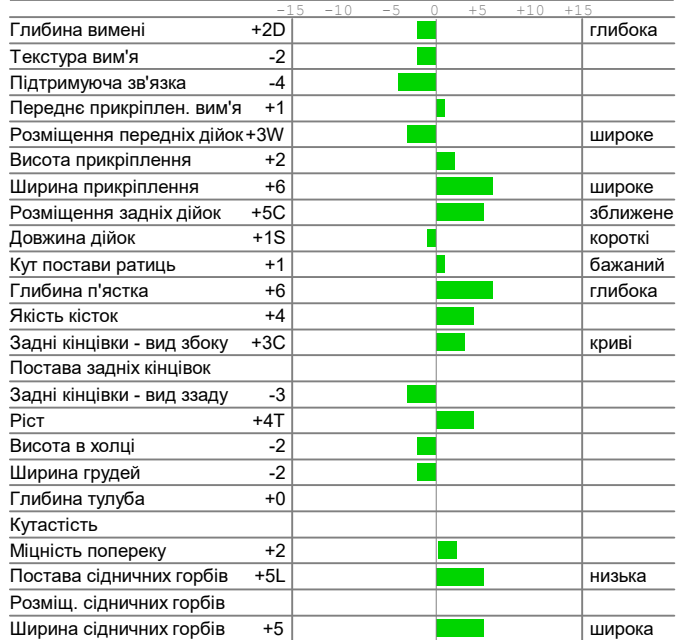 -15 -10 -5 0 +5 +10 +15
Глибина вимені +2D глибока
Текстура вим'я -2
Підтримуюча зв'язка -4
Переднє прикріплен. вим'я +1
Розміщення передніх дійок +3W широке
Висота прикріплення +2
Ширина прикріплення +6 широке
Розміщення задніх дійок +5C зближене
Довжина дійок +1S короткі
Кут постави ратиць +1 бажаний
Глибина п'ястка +6 глибока
Якість кісток +4
Задні кінцівки - вид збоку +3C криві
Постава задніх кінцівок
Задні кінцівки - вид ззаду -3
Ріст +4T
Висота в холці -2
Ширина грудей -2
Глибина тулуба +0
Кутастість
Міцність попереку +2
Постава сідничних горбів +5L низька
Розміщ. сідничних горбів
Ширина сідничних горбів +5 широка